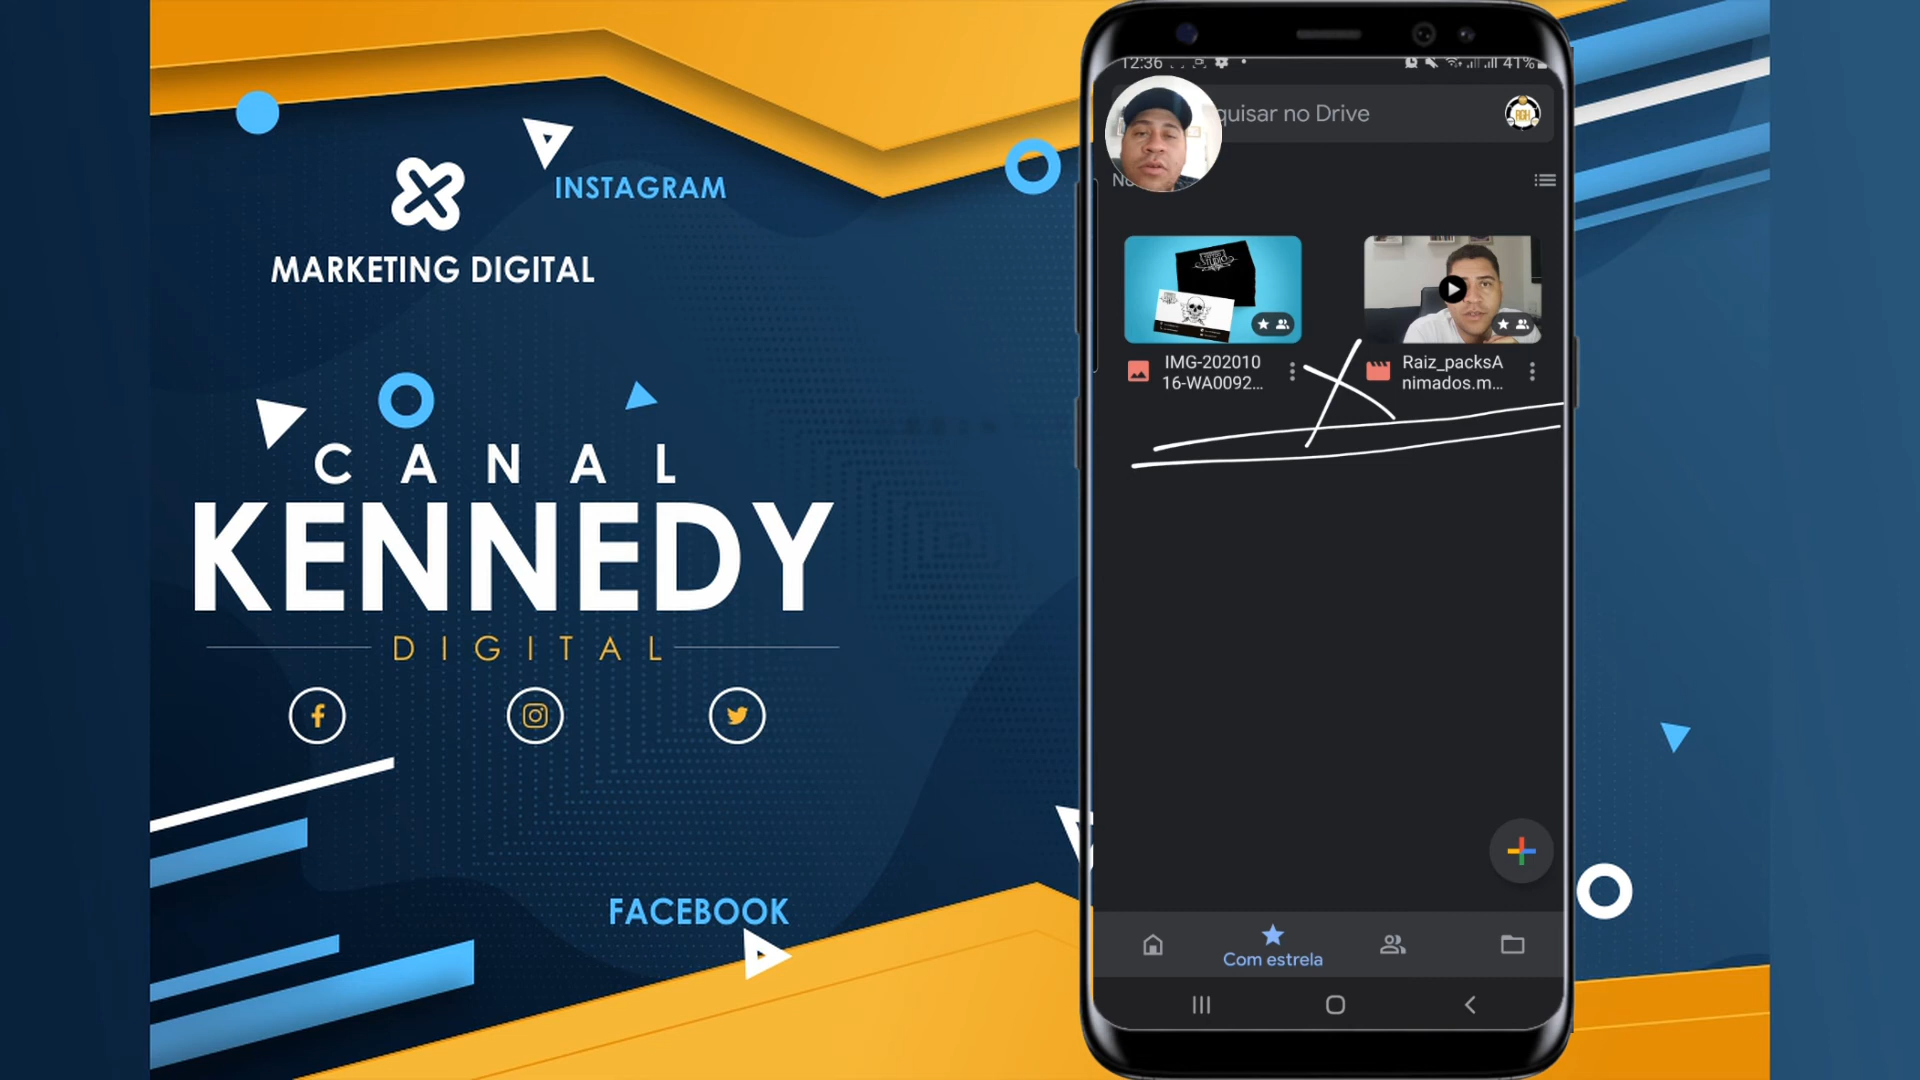 INSTAGRAM
MARKETING DIGITAL
CANAL
KENNEDY
DIGITAL
FACEBOOK
12:36
41%
quisar no Drive
IMG-202010
16-WA0092...
Raiz_packsA
nimados.m...
Com estrela